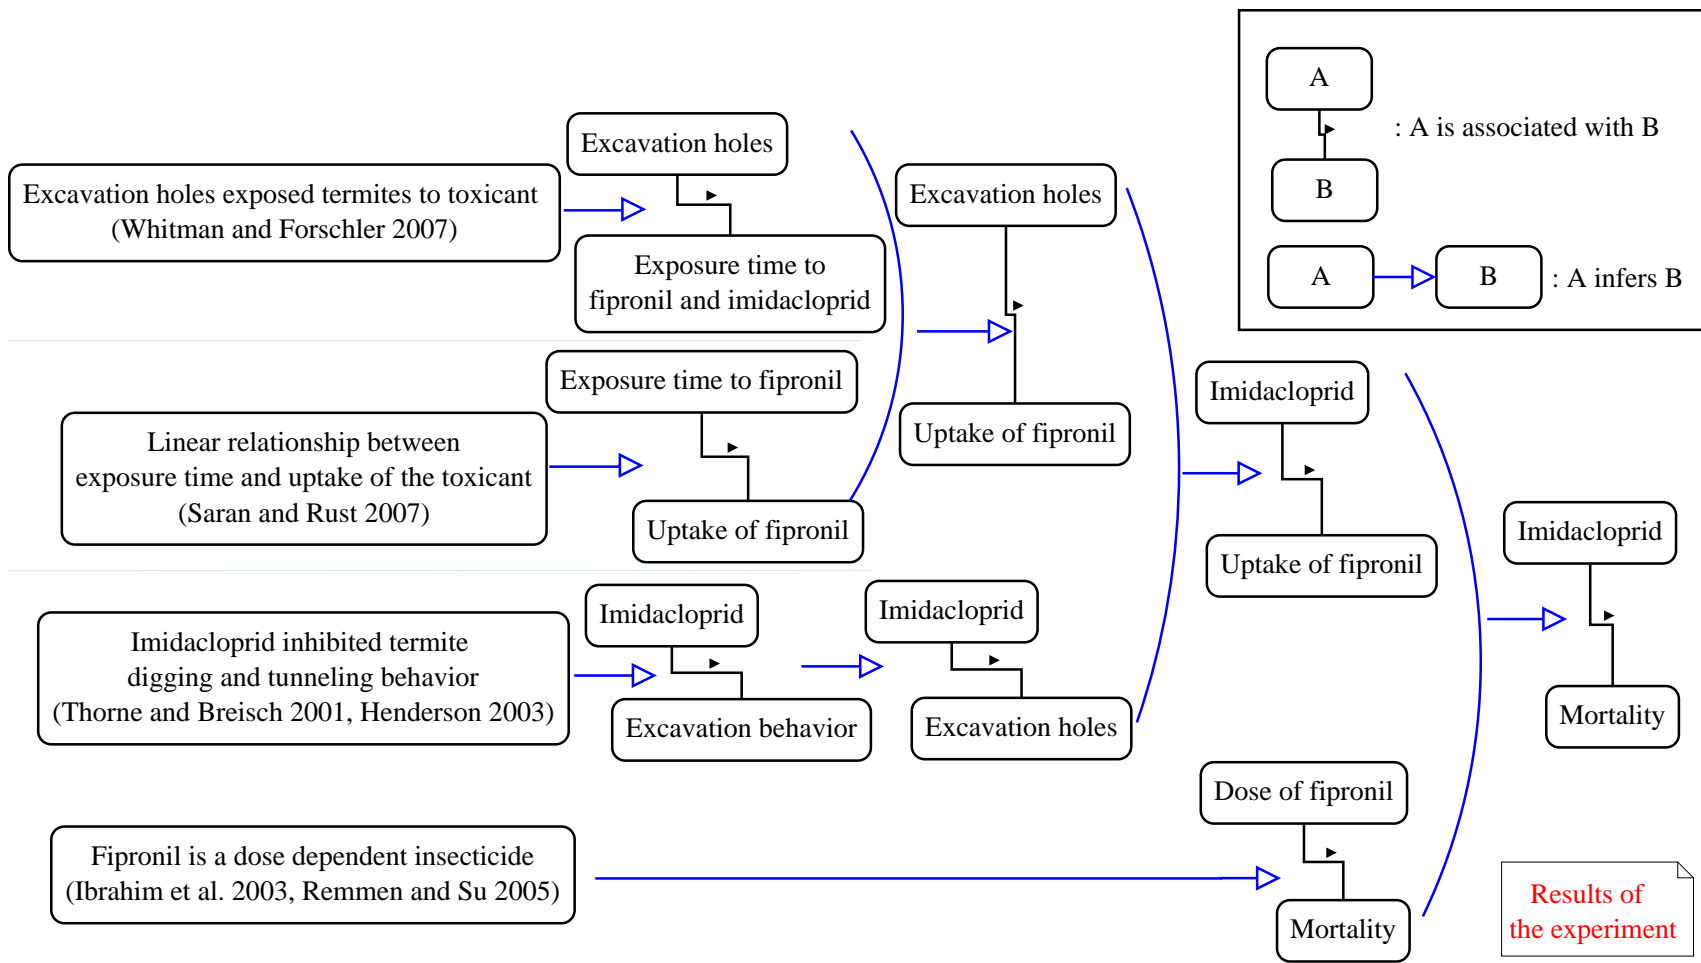 Excavation holes exposed termites to toxicant
(Whitman and Forschler 2007)
Excavation holes
Exposure time to
fipronil and imidacloprid
Linear relationship between
exposure time and uptake of the toxicant
(Saran and Rust 2007)
Exposure time to fipronil
Uptake of fipronil
Excavation holes
Uptake of fipronil
Imidacloprid inhibited termite
digging and tunneling behavior
(Thorne and Breisch 2001, Henderson 2003)
Imidacloprid
Excavation behavior
Imidacloprid
Excavation holes
Imidacloprid
Uptake of fipronil
Fipronil is a dose dependent insecticide
(Ibrahim et al. 2003, Remmen and Su 2005)
Dose of fipronil
Mortality
Imidacloprid
Mortality
A
: A is associated with B
B
A
B
: A infers B
Results of
the experiment